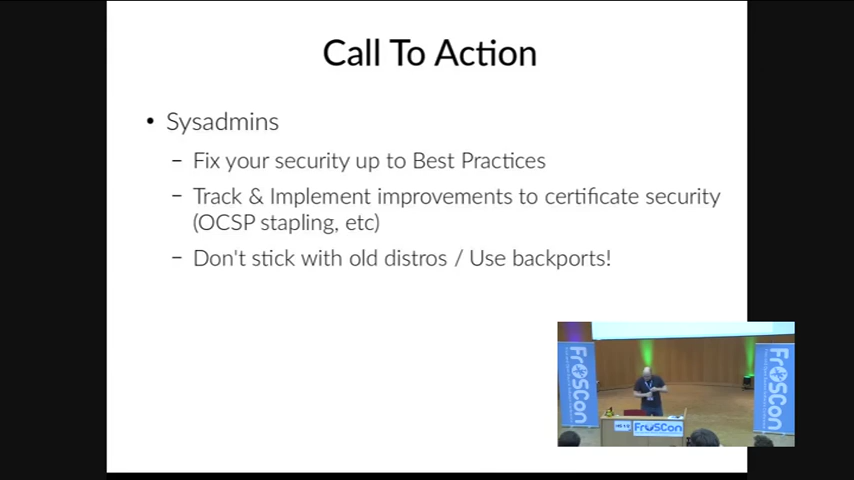 Call To Action
• Sysadmins
– Fix your security up to Best Practices
– Track & Implement improvements to certificate security
(OCSP stapling, etc)
– Don't stick with old distros / Use backports!
FrOSCon
FrOSCon
FrOSCon